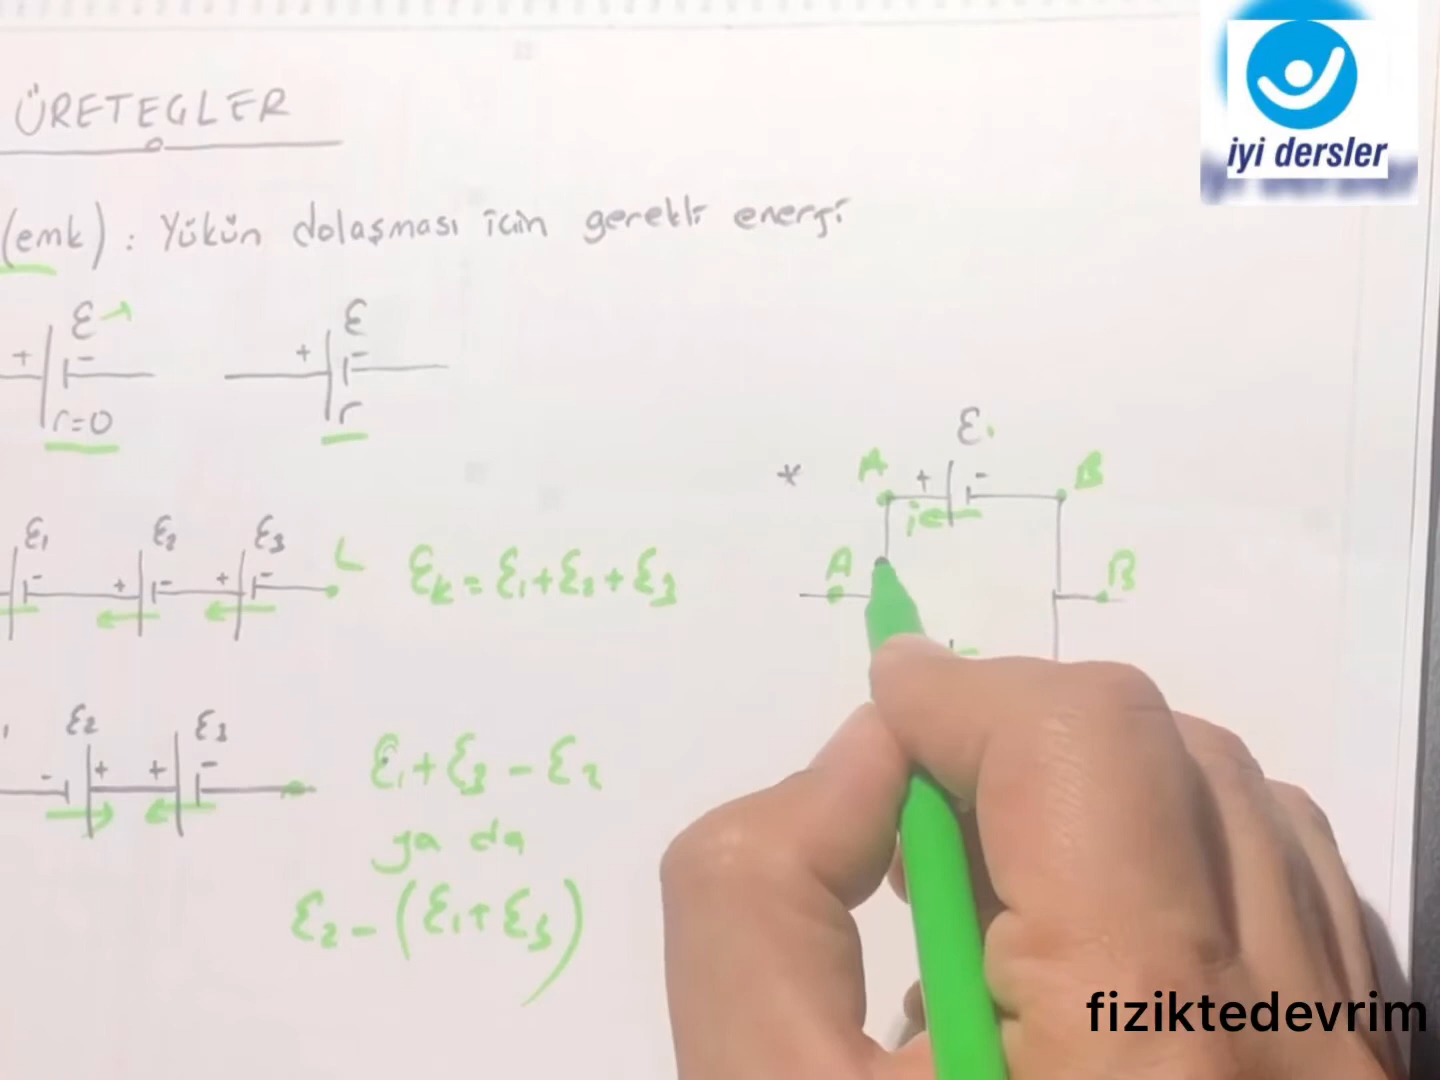 iyi dersler
ÜRETEÇLER
(emk) : Yükün dolaşması için gerekli enerji
+ ε -
r=0
+ ε -
r
ε1 - + ε2 - + ε3 - L
εk = ε1+ε2+ε3
- ε2 + + ε3 -
ε1+ε3-ε2
ya da
ε2-(ε1+ε3)
* A + ε - B
i
A B
fiziktedevrim